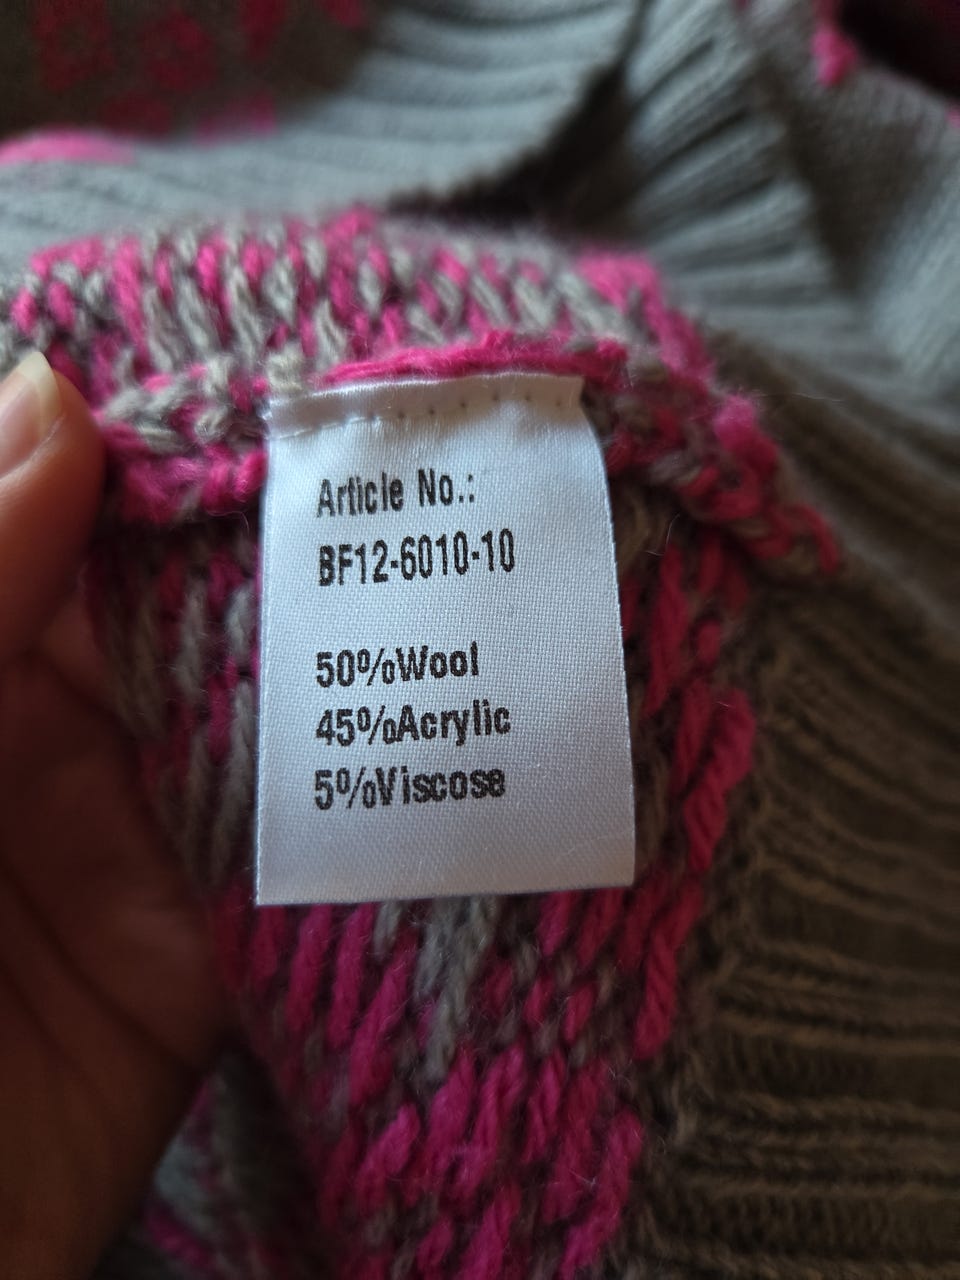 Article No.:
BF12-6010-10
50%Wool
45%Acrylic
5%Viscose